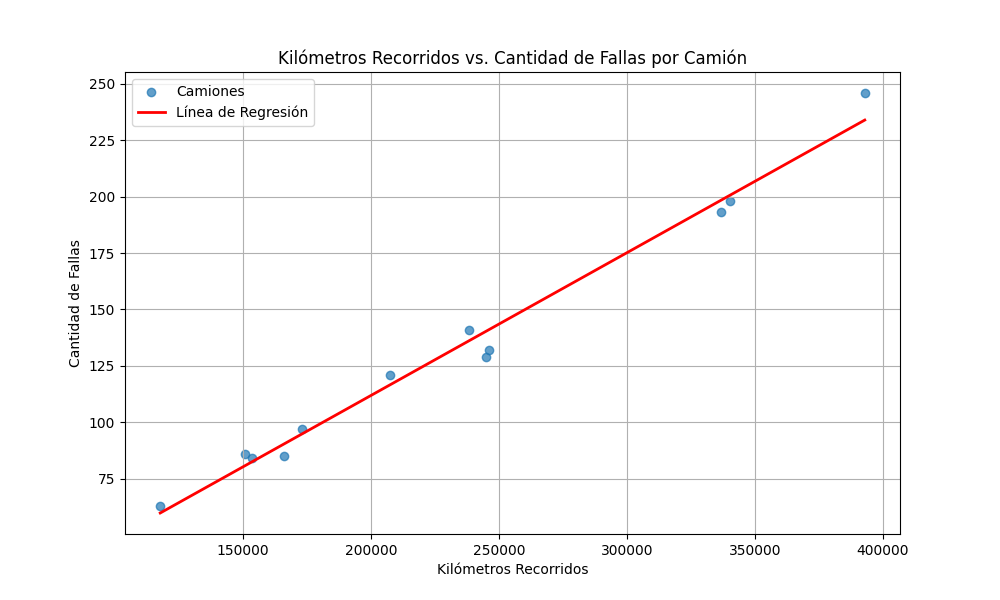 Kilómetros Recorridos vs. Cantidad de Fallas por Camión
Camiones
Línea de Regresión
Cantidad de Fallas
250
225
200
175
150
125
100
75
150000
200000
250000
300000
350000
400000
Kilómetros Recorridos